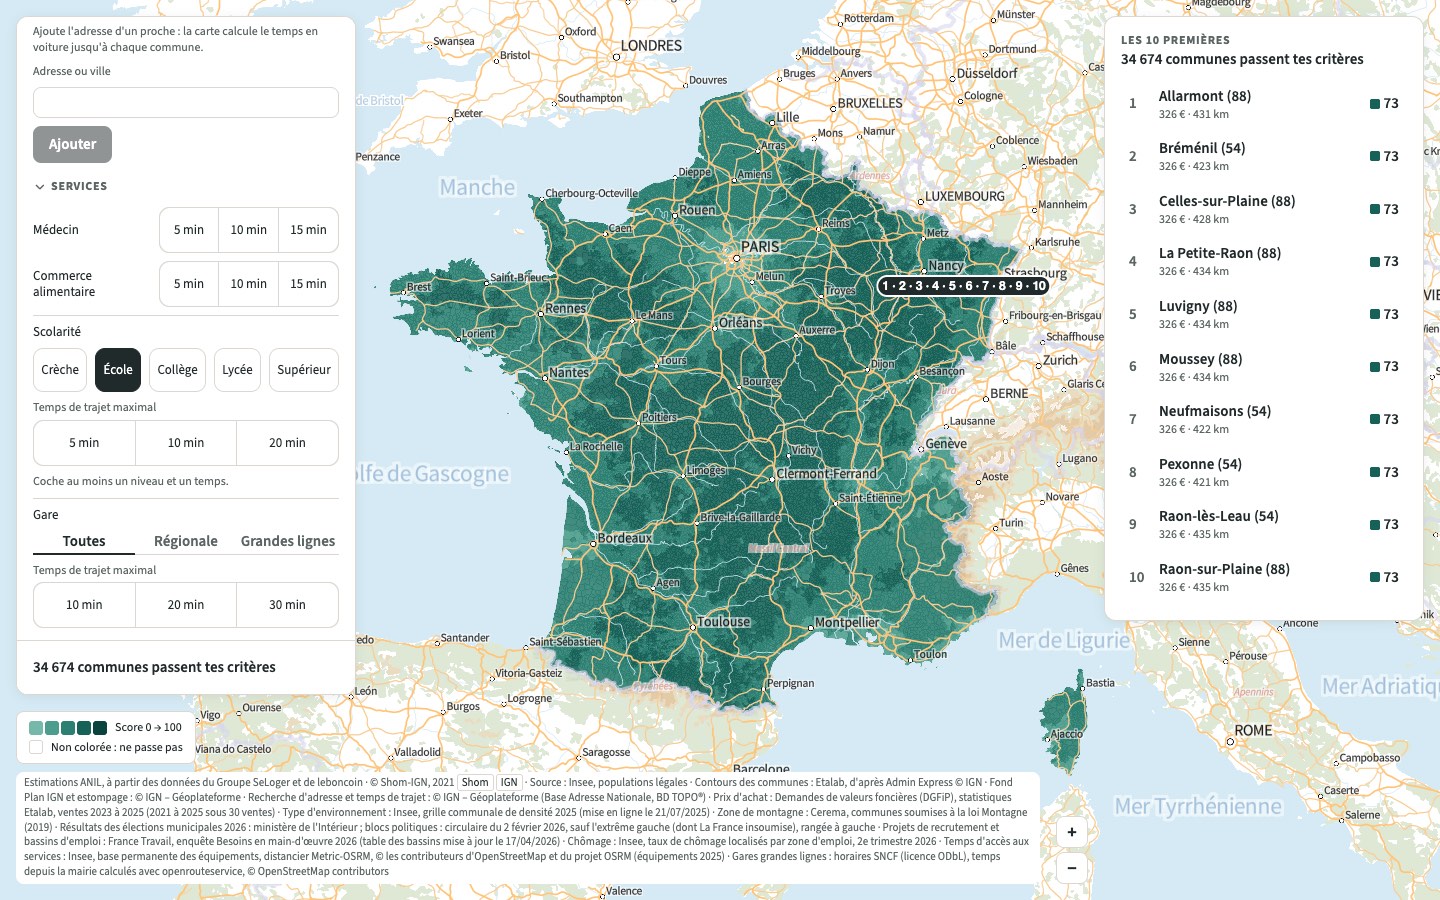 Ajoute l'adresse d'un proche : la carte calcule le temps en
voiture jusqu'à chaque commune.
Adresse ou ville
Ajouter
SERVICES
Médecin
5 min
10 min
15 min
Commerce
alimentaire
5 min
10 min
15 min
Scolarité
Crèche
École
Collège
Lycée
Supérieur
Temps de trajet maximal
5 min
10 min
20 min
Coche au moins un niveau et un temps.
Gare
Toutes
Régionale
Grandes lignes
Temps de trajet maximal
10 min
20 min
30 min
34 674 communes passent tes critères
Score 0 → 100
Non colorée : ne passe pas
LES 10 PREMIÈRES
34 674 communes passent tes critères
1
Allarmont (88)
326 € · 431 km
73
2
Bréménil (54)
326 € · 423 km
73
3
Celles-sur-Plaine (88)
326 € · 428 km
73
4
La Petite-Raon (88)
326 € · 434 km
73
5
Luvigny (88)
326 € · 434 km
73
6
Moussey (88)
326 € · 434 km
73
7
Neufmaisons (54)
326 € · 422 km
73
8
Pexonne (54)
326 € · 421 km
73
9
Raon-lès-Leau (54)
326 € · 435 km
73
10
Raon-sur-Plaine (88)
326 € · 435 km
73
Swansea
Oxford
LONDRES
Bristol
Douvres
Southampton
de Bristol
Exeter
Penzance
Rotterdam
Münster
Magdebourg
Middelbourg
Dortmund
Bruges
Anvers
Düsseldorf
Cologne
BRUXELLES
Lille
Mons
Namur
Coblence
Wiesbaden
Arras
Dieppe
Amiens
Ardennes
LUXEMBOURG
Mannheim
Manche
Cherbourg-Octeville
Rouen
Caen
Reims
Metz
Karlsruhe
PARIS
Nancy
Strasbourg
Melun
Troyes
1 · 2 · 3 · 4 · 5 · 6 · 7 · 8 · 9 · 10
Brest
Saint-Brieuc
Rennes
Le Mans
Orléans
Auxerre
Fribourg-en-Brisgau
Schaffhouse
Lorient
Bâle
Zurich
Tours
Nantes
Dijon
Besançon
Bourges
BERNE
Glaris
Poitiers
Jura
Lausanne
La Rochelle
Vichy
Genève
Lugano
Limoges
Clermont-Ferrand
Aoste
Golfe de Gascogne
Saint-Étienne
Novare
Brive-la-Gaillarde
Turin
Bordeaux
Massif central
Gênes
Agen
Toulouse
Montpellier
Mer de Ligurie
Santander
Saint-Sébastien
Toulon
Ancône
Sienne
Pérouse
Vitoria-Gasteiz
Pyrénées
Perpignan
Bastia
Mer Adriatique
León
Logrogne
Burgos
Apennins
Vigo
Ourense
Viana do Castelo
Valladolid
Saragosse
Barcelone
Ajaccio
ROME
Campobasso
Caserte
Salerne
Mer Tyrrhénienne
Valence
+
−
Estimations ANIL, à partir des données du Groupe SeLoger et de leboncoin · © Shom-IGN, 2021 Shom IGN · Source : Insee, populations légales · Contours des communes : Etalab, d'après Admin Express © IGN · Fond
Plan IGN et estompage : © IGN – Géoplateforme · Recherche d'adresse et temps de trajet : © IGN – Géoplateforme (Base Adresse Nationale, BD TOPO®) · Prix d'achat : Demandes de valeurs foncières (DGFiP), statistiques
Etalab, ventes 2023 à 2025 (2021 à 2025 sous 30 ventes) · Type d'environnement : Insee, grille communale de densité 2025 (mise en ligne le 21/07/2025) · Zone de montagne : Cerema, communes soumises à la loi Montagne
(2019) · Résultats des élections municipales 2026 : ministère de l'Intérieur ; blocs politiques : circulaire du 2 février 2026, sauf l'extrême gauche (dont La France insoumise), rangée à gauche · Projets de recrutement et
bassins d'emploi : France Travail, enquête Besoins en main-d'œuvre 2026 (table des bassins mise à jour le 17/04/2026) · Chômage : Insee, taux de chômage localisés par zone d'emploi, 2e trimestre 2026 · Temps d'accès aux
services : Insee, base permanente des équipements, distancier Metric-OSRM, © les contributeurs d'OpenStreetMap et du projet OSRM (équipements 2025) · Gares grandes lignes : horaires SNCF (licence ODbL), temps
depuis la mairie calculés avec openrouteservice, © OpenStreetMap contributors